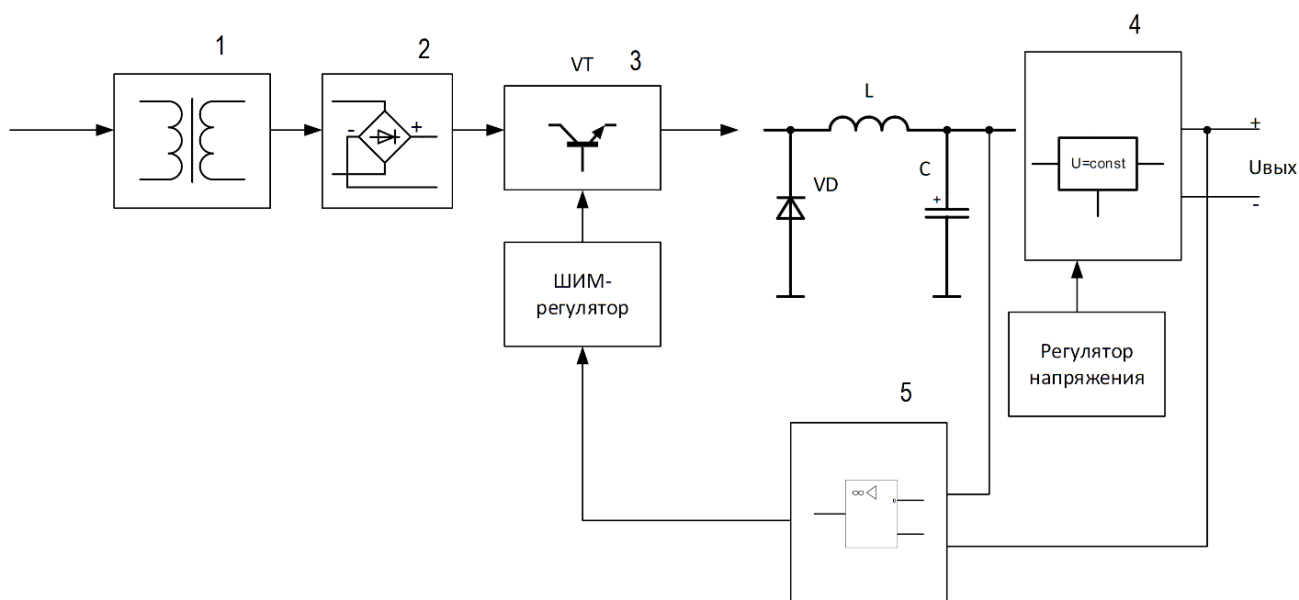 1
2
VT
3
L
4
VD
C
+
U=const
+
-
Uвых
-
+
ШИМ-
регулятор
Регулятор
напряжения
5
∞